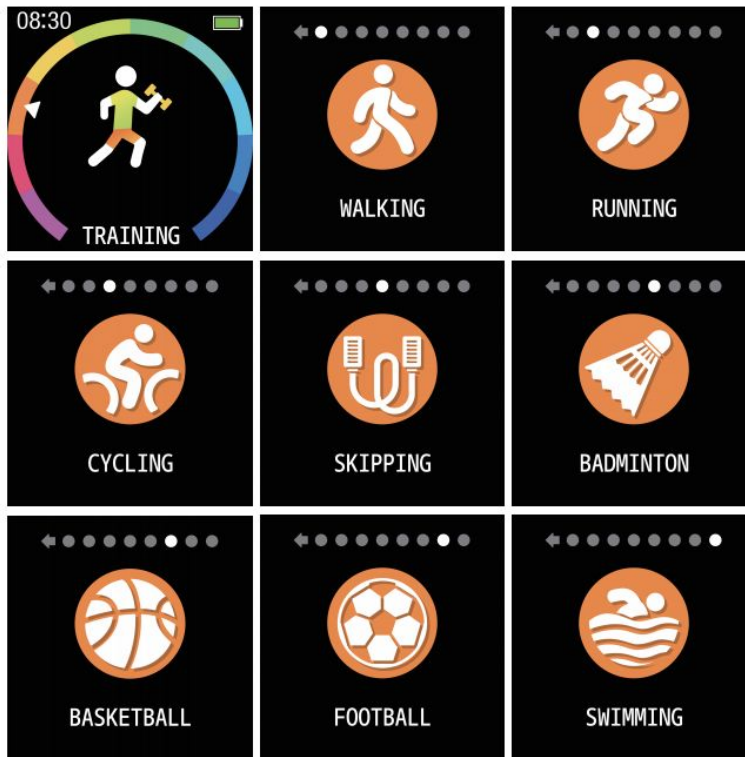 08:30
TRAINING
WALKING
RUNNING
CYCLING
SKIPPING
BADMINTON
BASKETBALL
FOOTBALL
SWIMMING